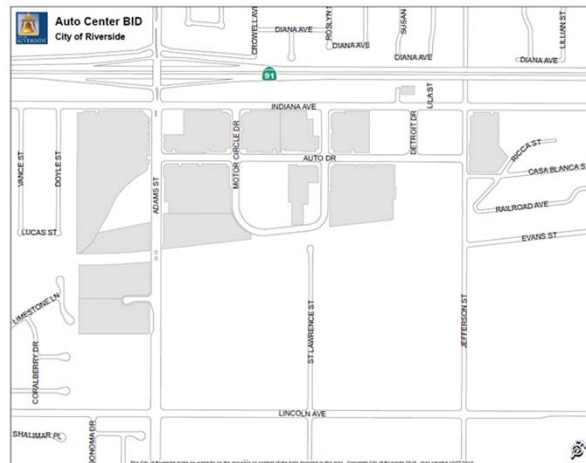 Auto Center BID
City of Riverside
RIVERSIDE
CROWELL AVE
DIANA AVE
ROSLYN S
DIANA AVE
SUSAN
DIANA AVE
DIANA AVE
LILLIAN ST
91
INDIANA AVE
LILA ST
VANCE ST
DOYLE ST
ADAMS ST
MOTOR CIRCLE DR
AUTO DR
DETROIT DR
RICCA ST
CASA BLANCA S
RAILROAD AVE
LUCAS ST
EVANS ST
LIMESTONE LN
CORALBERRY DR
ST LAWRENCE ST
JEFFERSON ST
LINCOLN AVE
SHALIMAR PL
ONOMA DR